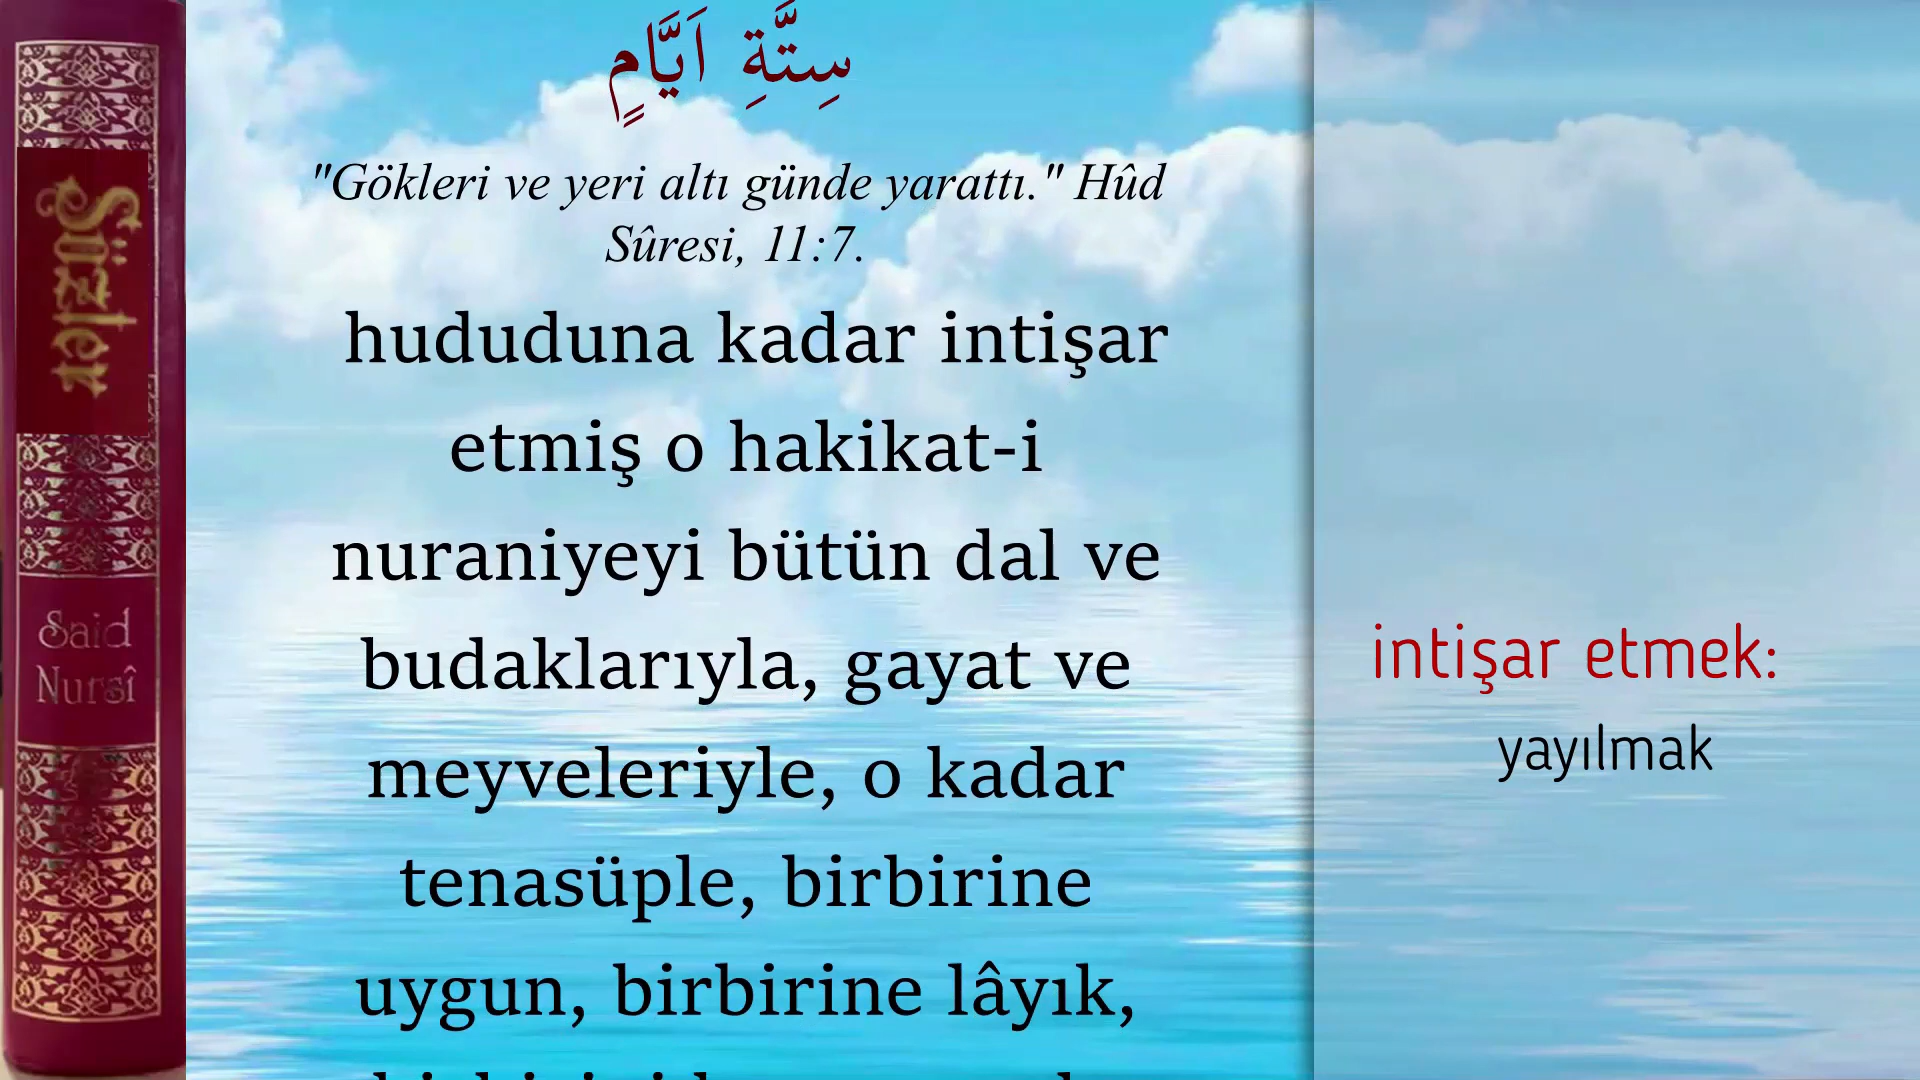 Sözler
Said
Nursî
سِتَّةِ اَيَّامٍ
"Gökleri ve yeri altı günde yarattı." Hûd
Sûresi, 11:7.
hududuna kadar intişar
etmiş o hakikat-i
nuraniyeyi bütün dal ve
budaklarıyla, gayat ve
meyveleriyle, o kadar
tenasüple, birbirine
uygun, birbirine lâyık,
intişar etmek:
yayılmak